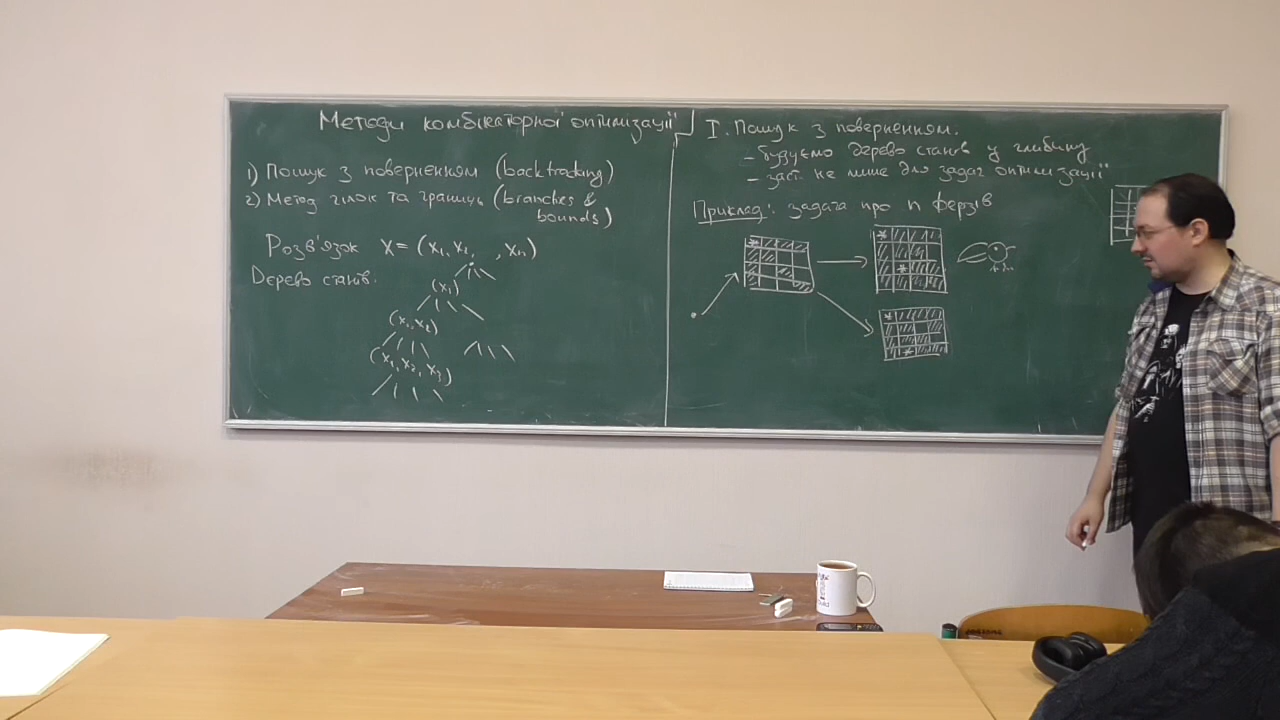 Методи комбінаторної оптимізації
1) Пошук з поверненням (backtracking)
2) Метод гілок та границь (branches &
bounds)
Розв'язок X = (x₁, x₂, , xₙ)
Дерево станів:
(x₁)
(x₁, x₂)
(x₁, x₂, x₃)
I. Пошук з поверненням.
- будуємо дерево станів у глибину
- заст. не лише для задач оптимізації
Приклад: задача про n ферзів